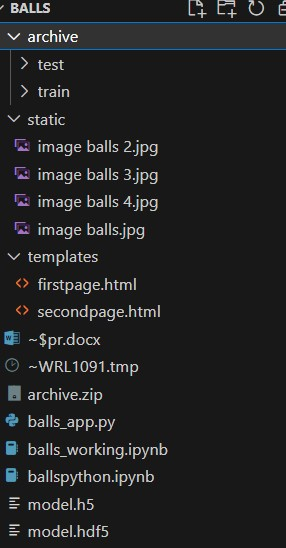 BALLS
archive
test
train
static
image balls 2.jpg
image balls 3.jpg
image balls 4.jpg
image balls.jpg
templates
firstpage.html
secondpage.html
~$pr.docx
~WRL1091.tmp
archive.zip
balls_app.py
balls_working.ipynb
ballspython.ipynb
model.h5
model.hdf5